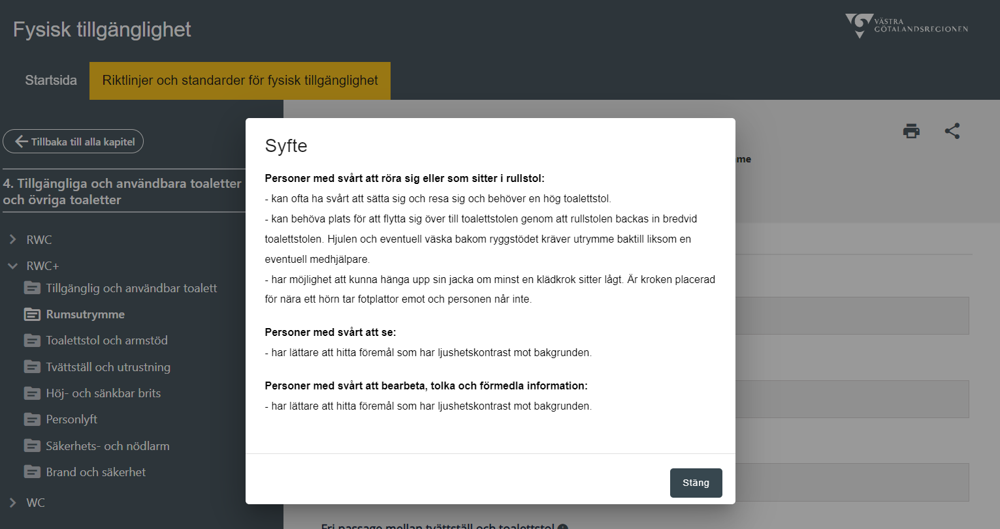 Fysisk tillgänglighet
VÄSTRA
GÖTALANDSREGIONEN
Startsida
Riktlinjer och standarder för fysisk tillgänglighet
Tillbaka till alla kapitel
4. Tillgängliga och användbara toaletter
och övriga toaletter
RWC
RWC+
Tillgänglig och användbar toalett
Rumsutrymme
Toalettstol och armstöd
Tvättställ och utrustning
Höj- och sänkbar brits
Personlyft
Säkerhets- och nödlarm
Brand och säkerhet
WC
me
Syfte
Personer med svårt att röra sig eller som sitter i rullstol:
- kan ofta ha svårt att sätta sig och resa sig och behöver en hög toalettstol.
- kan behöva plats för att flytta sig över till toalettstolen genom att rullstolen backas in bredvid
toalettstolen. Hjulen och eventuell väska bakom ryggstödet kräver utrymme baktill liksom en
eventuell medhjälpare.
- har möjlighet att kunna hänga upp sin jacka om minst en klädkrok sitter lågt. Är kroken placerad
för nära ett hörn tar fotplattor emot och personen når inte.
Personer med svårt att se:
- har lättare att hitta föremål som har ljushetskontrast mot bakgrunden.
Personer med svårt att bearbeta, tolka och förmedla information:
- har lättare att hitta föremål som har ljushetskontrast mot bakgrunden.
Stäng
Fri passage mellan tvättställ och toalettstol